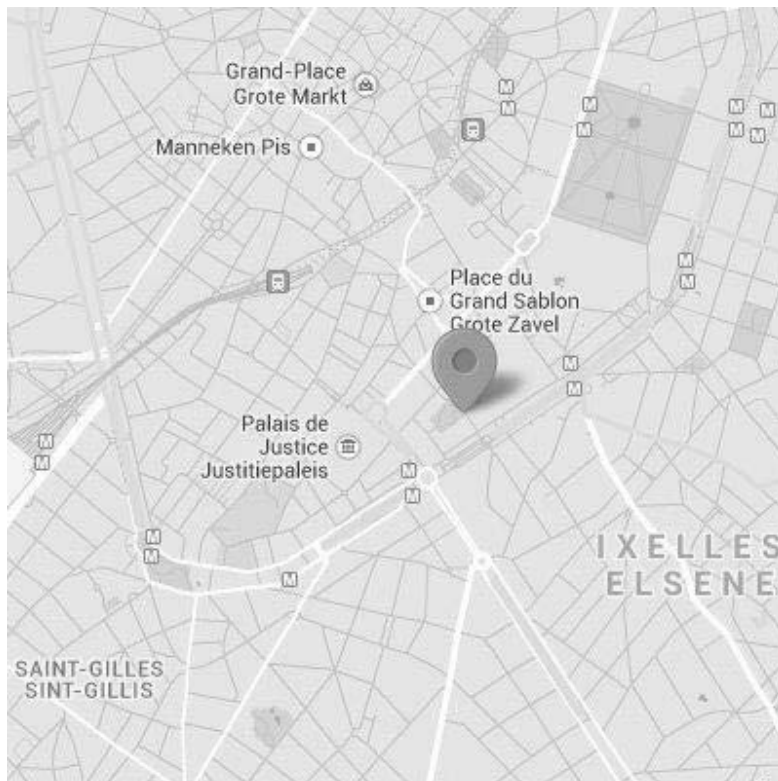 Grand-Place
Grote Markt
Manneken Pis
M
M
M
M
M
M
M
M
M
M
Place du
Grand Sablon
Grote Zavel
M
M
Palais de
Justice
Justitiepaleis
M
M
M
M
M
M
M
IXELLES
ELSENE
SAINT-GILLES
SINT-GILLIS